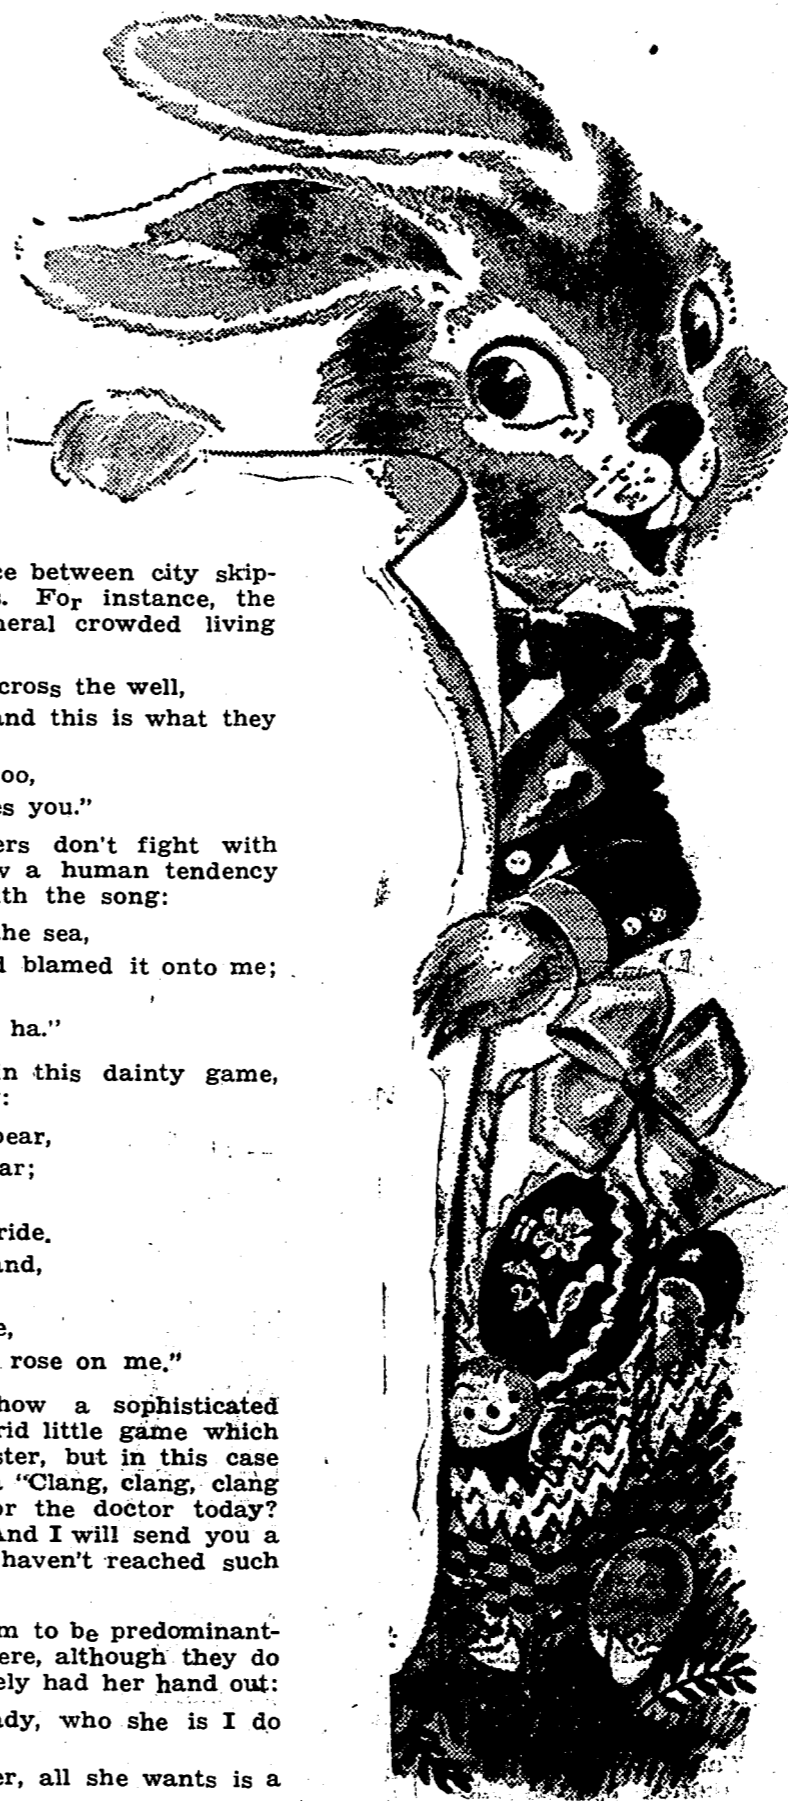 ce between city skip-
s. For instance, the
neral crowded living
cross the well,
and this is what they
oo,
es you."
ers don't fight with
w a human tendency
ith the song:
the sea,
d blamed it onto me;
ha."
in this dainty game,
:
bear,
ar;
ride.
and,
e,
rose on me."
how a sophisticated
rid little game which
ster, but in this case
"Clang, clang, clang
or the doctor today?
And I will send you a
haven't reached such
m to be predominant-
ere, although they do
ely had her hand out:
ady, who she is I do
er, all she wants is a